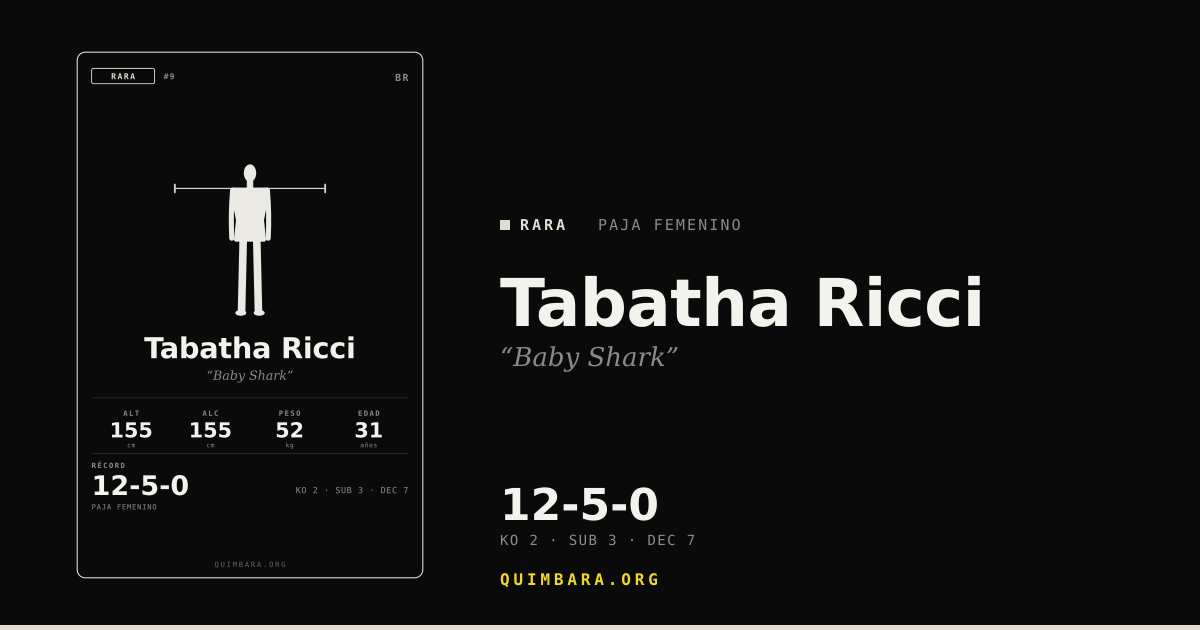 RARA #9 BR
Tabatha Ricci
“Baby Shark”
ALT ALC PESO EDAD
155 155 52 31
cm cm kg años
RÉCORD
12-5-0 KO 2 · SUB 3 · DEC 7
PAJA FEMENINO
QUIMBARA.ORG
RARA PAJA FEMENINO
Tabatha Ricci
“Baby Shark”
12-5-0
KO 2 · SUB 3 · DEC 7
QUIMBARA.ORG